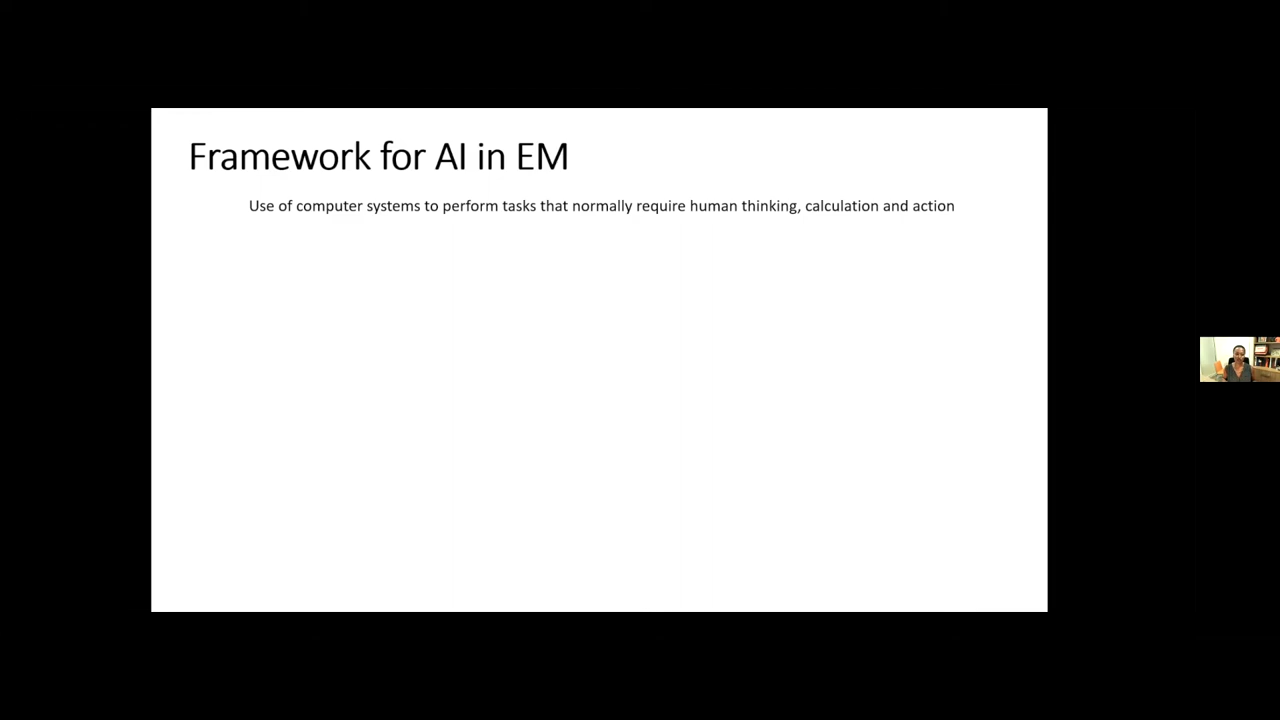 Framework for AI in EM
Use of computer systems to perform tasks that normally require human thinking, calculation and action